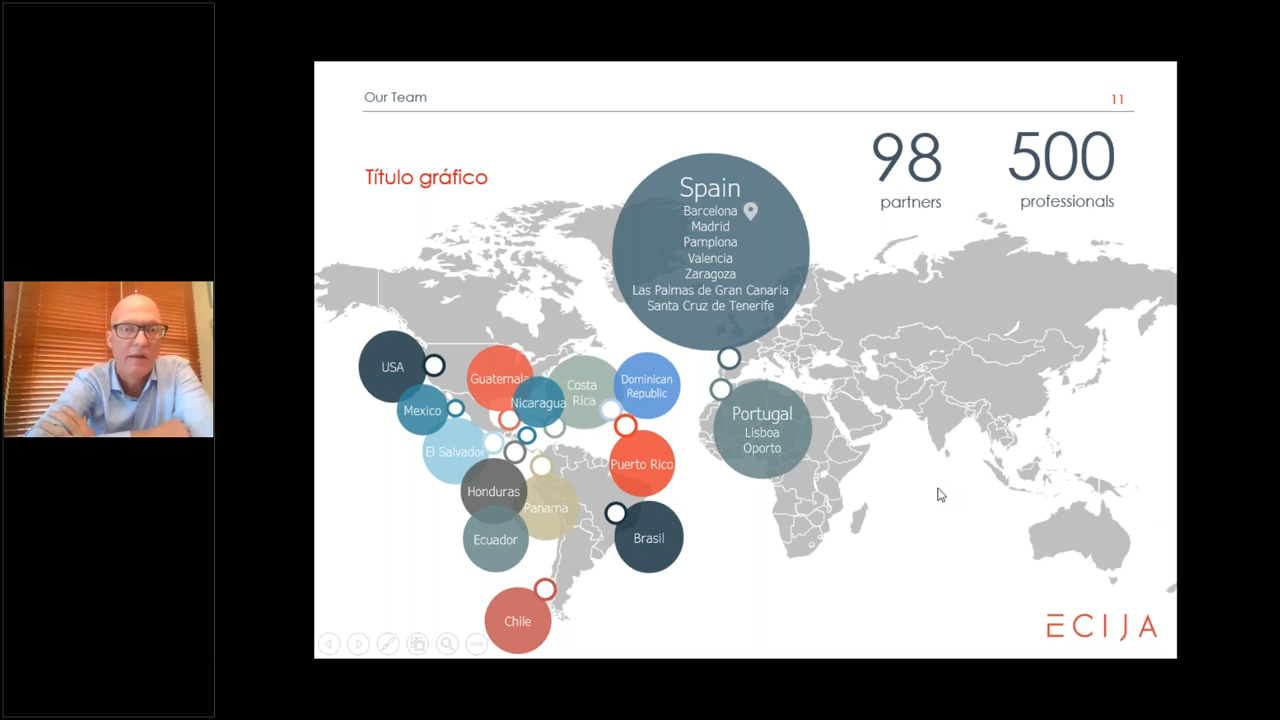 Our Team
11
98
500
partners
professionals
Título gráfico
Spain
Barcelona
Madrid
Pamplona
Valencia
Zaragoza
Las Palmas de Gran Canaria
Santa Cruz de Tenerife
USA
Guatemala
Costa
Rica
Dominican
Republic
Mexico
Nicaragua
Portugal
Lisboa
Oporto
El Salvador
Puerto Rico
Honduras
Panama
Ecuador
Brasil
Chile
ECIJA